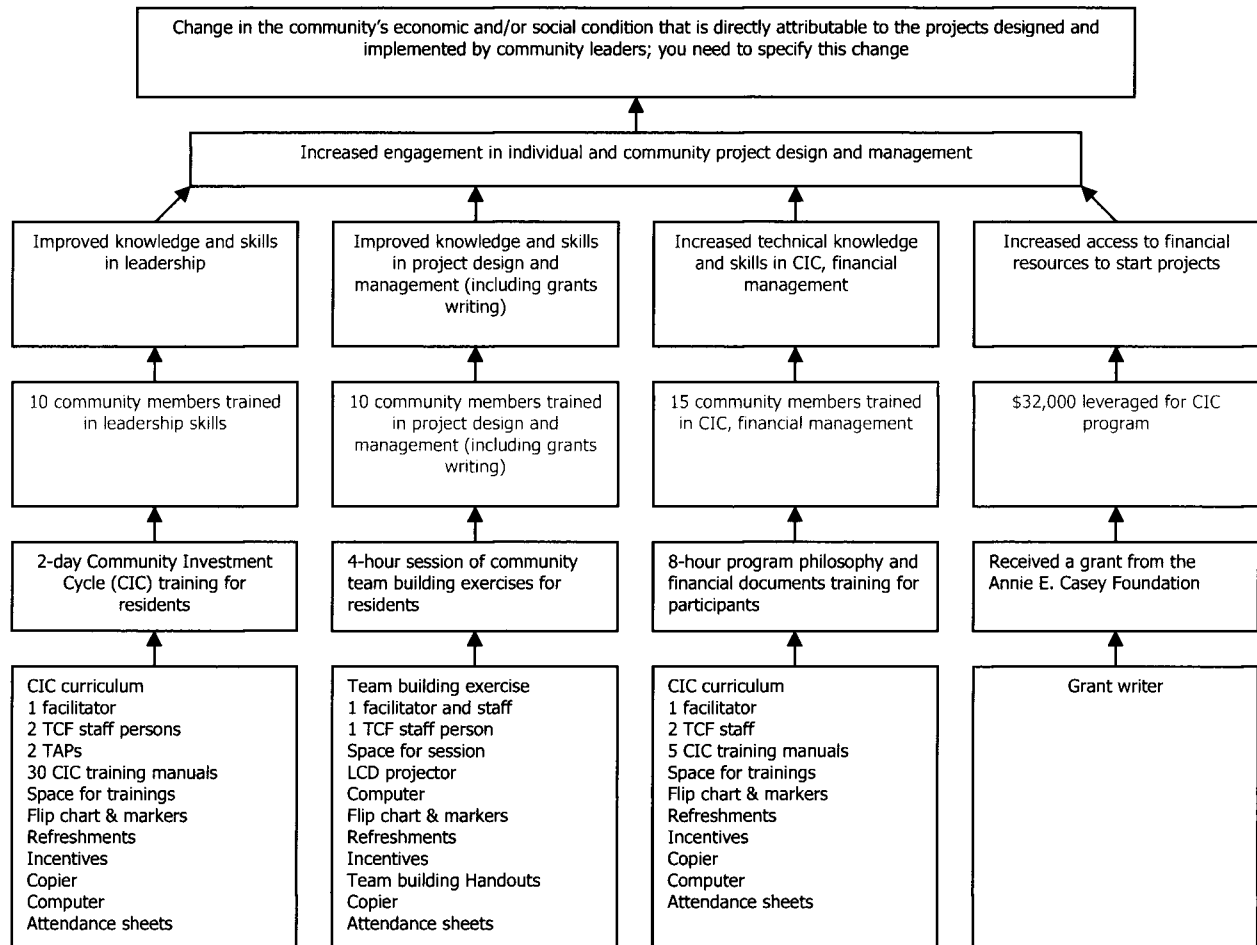 Change in the community's economic and/or social condition that is directly attributable to the projects designed and
implemented by community leaders; you need to specify this change
Increased engagement in individual and community project design and management
Improved knowledge and skills
in leadership
Improved knowledge and skills
in project design and
management (including grants
writing)
Increased technical knowledge
and skills in CIC, financial
management
Increased access to financial
resources to start projects
10 community members trained
in leadership skills
10 community members trained
in project design and
management (including grants
writing)
15 community members trained
in CIC, financial management
$32,000 leveraged for CIC
program
2-day Community Investment
Cycle (CIC) training for
residents
4-hour session of community
team building exercises for
residents
8-hour program philosophy and
financial documents training for
participants
Received a grant from the
Annie E. Casey Foundation
CIC curriculum
1 facilitator
2 TCF staff persons
2 TAPs
30 CIC training manuals
Space for trainings
Flip chart & markers
Refreshments
Incentives
Copier
Computer
Attendance sheets
Team building exercise
1 facilitator and staff
1 TCF staff person
Space for session
LCD projector
Computer
Flip chart & markers
Refreshments
Incentives
Team building Handouts
Copier
Attendance sheets
CIC curriculum
1 facilitator
2 TCF staff
5 CIC training manuals
Space for trainings
Flip chart & markers
Refreshments
Incentives
Copier
Computer
Attendance sheets
Grant writer